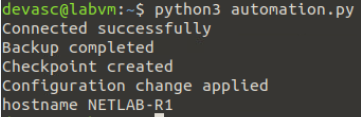 devasc@labvm:~$ python3 automation.py
Connected successfully
Backup completed
Checkpoint created
Configuration change applied
hostname NETLAB-R1